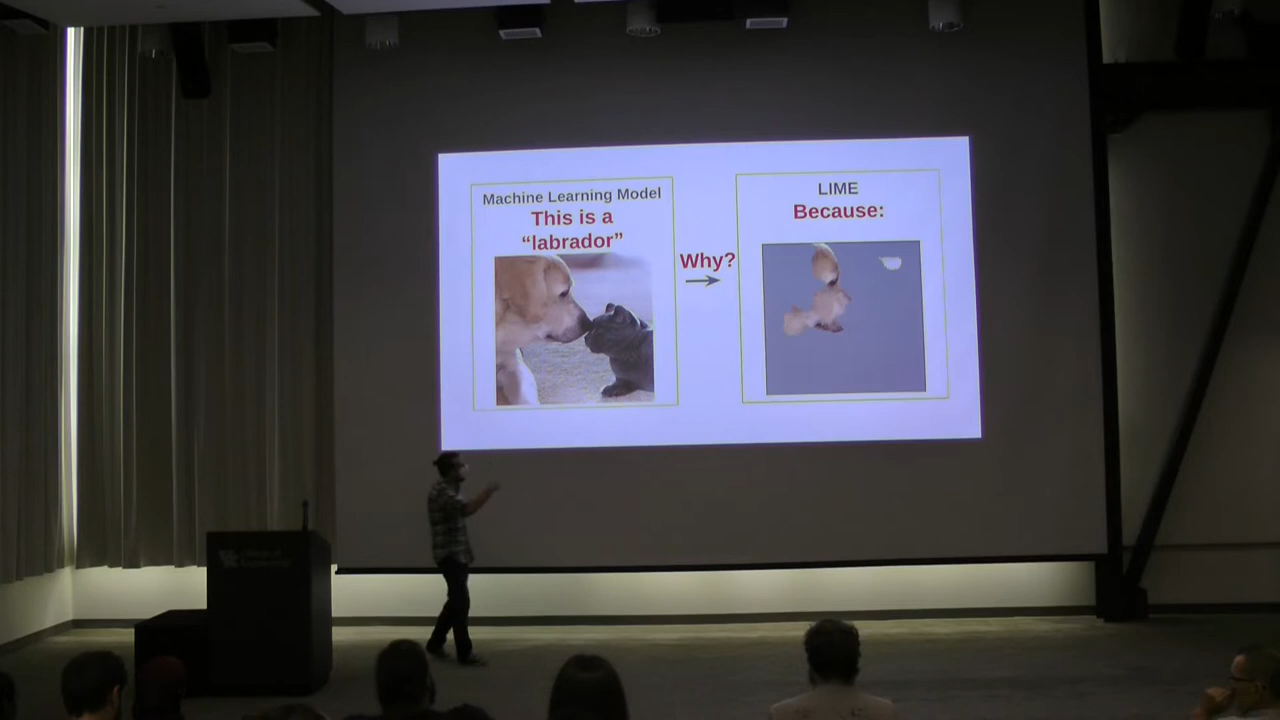 Machine Learning Model
This is a
“labrador”
Why?
LIME
Because: